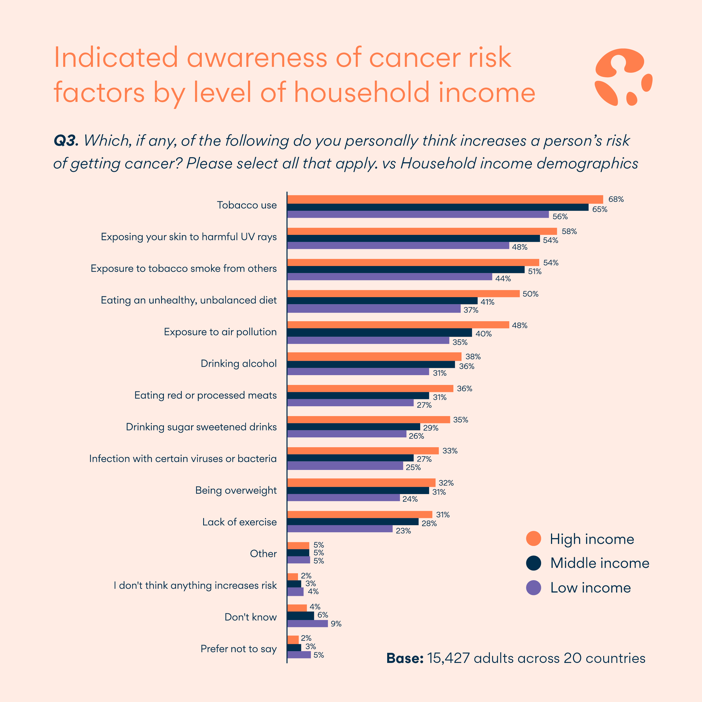 Indicated awareness of cancer risk
factors by level of household income
Q3. Which, if any, of the following do you personally think increases a person's risk
of getting cancer? Please select all that apply. vs Household income demographics
Tobacco use
68%
65%
56%
Exposing your skin to harmful UV rays
58%
54%
48%
Exposure to tobacco smoke from others
54%
51%
44%
Eating an unhealthy, unbalanced diet
50%
41%
37%
Exposure to air pollution
48%
40%
35%
Drinking alcohol
38%
36%
31%
Eating red or processed meats
36%
31%
27%
Drinking sugar sweetened drinks
35%
29%
26%
Infection with certain viruses or bacteria
33%
27%
25%
Being overweight
32%
31%
24%
Lack of exercise
31%
28%
23%
Other
5%
5%
5%
I don't think anything increases risk
2%
3%
4%
Don't know
4%
6%
9%
Prefer not to say
2%
3%
5%
High income
Middle income
Low income
Base: 15,427 adults across 20 countries